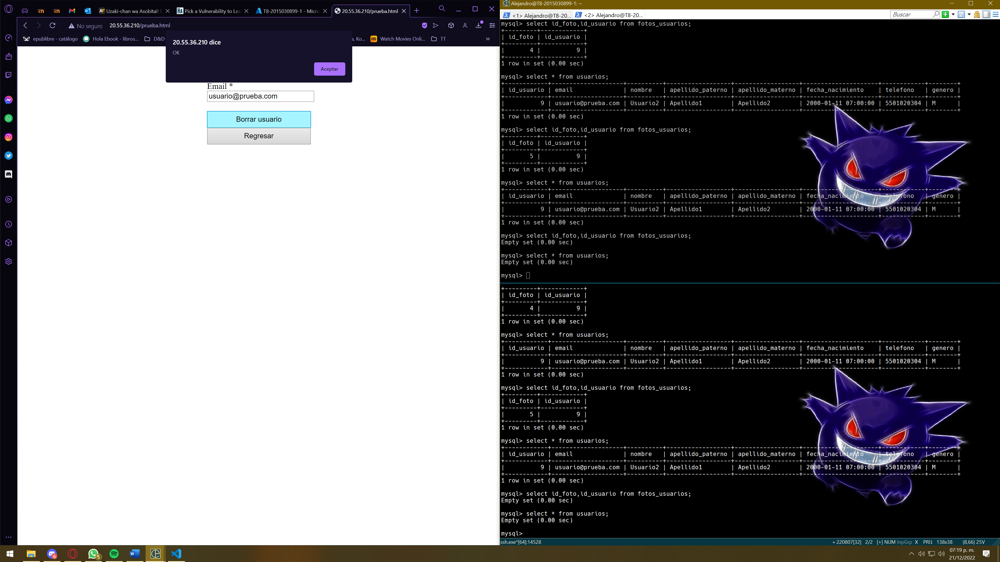 Uzaki-chan wa Asobitai!
Pick a Vulnerability to Lea
T8-2015030899-1 - Micro
20.55.36.210/prueba.html
No seguro
20.55.36.210/prueba.html
epublibre - catálogo
Hola Ebook - libros...
D&D
a, Ko...
HD
Watch Movies Onli...
TT
»
20.55.36.210 dice
OK
Aceptar
Email *
usuario@prueba.com
Borrar usuario
Regresar
Alejandro@T8-2015030899-1: ~
<1> Alejandro@T8-20...
<2> Alejandro@T8-20...
Buscar
mysql> select id_foto,id_usuario from fotos_usuarios;
+---------+------------+
| id_foto | id_usuario |
+---------+------------+
|       4 |          9 |
+---------+------------+
1 row in set (0.00 sec)
mysql> select * from usuarios;
+------------+--------------------+----------+------------------+------------------+---------------------+------------+--------+
| id_usuario | email              | nombre   | apellido_paterno | apellido_materno | fecha_nacimiento    | telefono   | genero |
+------------+--------------------+----------+------------------+------------------+---------------------+------------+--------+
|          9 | usuario@prueba.com | Usuario2 | Apellido1        | Apellido2        | 2000-01-11 07:00:00 | 5501020304 | M      |
+------------+--------------------+----------+------------------+------------------+---------------------+------------+--------+
1 row in set (0.00 sec)
mysql> select id_foto,id_usuario from fotos_usuarios;
+---------+------------+
| id_foto | id_usuario |
+---------+------------+
|       5 |          9 |
+---------+------------+
1 row in set (0.00 sec)
mysql> select * from usuarios;
+------------+--------------------+----------+------------------+------------------+---------------------+------------+--------+
| id_usuario | email              | nombre   | apellido_paterno | apellido_materno | fecha_nacimiento    | telefono   | genero |
+------------+--------------------+----------+------------------+------------------+---------------------+------------+--------+
|          9 | usuario@prueba.com | Usuario2 | Apellido1        | Apellido2        | 2000-01-11 07:00:00 | 5501020304 | M      |
+------------+--------------------+----------+------------------+------------------+---------------------+------------+--------+
1 row in set (0.00 sec)
mysql> select id_foto,id_usuario from fotos_usuarios;
Empty set (0.00 sec)
mysql> select * from usuarios;
Empty set (0.00 sec)
mysql>
+---------+------------+
| id_foto | id_usuario |
+---------+------------+
|       4 |          9 |
+---------+------------+
1 row in set (0.00 sec)
mysql> select * from usuarios;
+------------+--------------------+----------+------------------+------------------+---------------------+------------+--------+
| id_usuario | email              | nombre   | apellido_paterno | apellido_materno | fecha_nacimiento    | telefono   | genero |
+------------+--------------------+----------+------------------+------------------+---------------------+------------+--------+
|          9 | usuario@prueba.com | Usuario2 | Apellido1        | Apellido2        | 2000-01-11 07:00:00 | 5501020304 | M      |
+------------+--------------------+----------+------------------+------------------+---------------------+------------+--------+
1 row in set (0.00 sec)
mysql> select id_foto,id_usuario from fotos_usuarios;
+---------+------------+
| id_foto | id_usuario |
+---------+------------+
|       5 |          9 |
+---------+------------+
1 row in set (0.00 sec)
mysql> select * from usuarios;
+------------+--------------------+----------+------------------+------------------+---------------------+------------+--------+
| id_usuario | email              | nombre   | apellido_paterno | apellido_materno | fecha_nacimiento    | telefono   | genero |
+------------+--------------------+----------+------------------+------------------+---------------------+------------+--------+
|          9 | usuario@prueba.com | Usuario2 | Apellido1        | Apellido2        | 2000-01-11 07:00:00 | 5501020304 | M      |
+------------+--------------------+----------+------------------+------------------+---------------------+------------+--------+
1 row in set (0.00 sec)
mysql> select id_foto,id_usuario from fotos_usuarios;
Empty set (0.00 sec)
mysql> select * from usuarios;
Empty set (0.00 sec)
mysql>
ssh.exe*[64]:14528
« 220807[32] 2/2 [+] NUM InpGrp X PRI↕ 138x38 (8,66) 25V
07:19 p. m.
21/12/2022